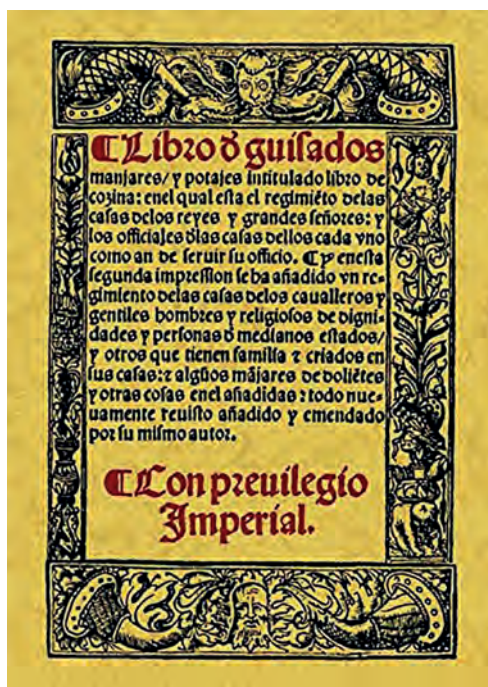 ¶Libro ď guisados
manjares/ y potajes intitulado libro de
cozina: enel qual esta el regimiẽto delas
casas delos reyes y grandes señores: y
los officiales ďlas casas dellos cada vno
como an de seruir su officio. ¶Y enesta
segunda impression se ha añadido vn re-
gimiento delas casas delos caualleros y
gentiles hombres y religiosos de digni-
dades y personas ď medianos estados/
y otros que tienen familia ⁊ criados en
sus casas: ⁊ algũos mãjares de doliẽtes
y otras cosas enel añadidas: todo nue-
uamente reuisto añadido y emendado
por su mismo autor.
¶Con preuilegio
Imperial.